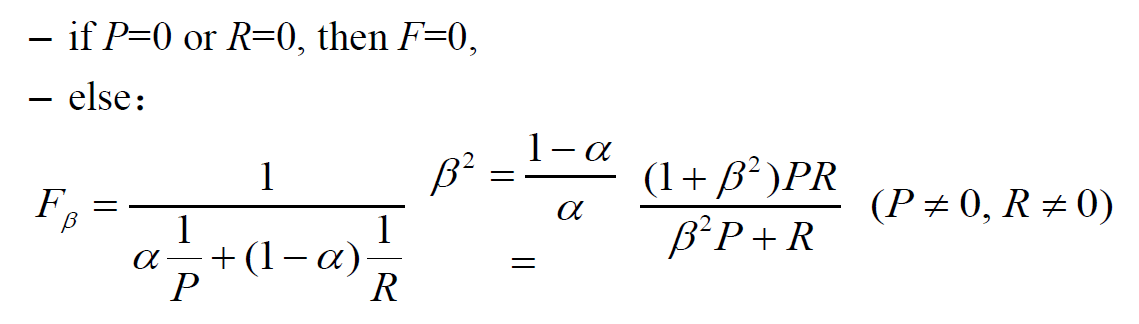 – if P=0 or R=0, then F=0,
– else：
F_β = 1 / (α 1/P + (1 − α) 1/R) β² = (1 − α)/α = (1 + β²)PR / (β²P + R) (P ≠ 0, R ≠ 0)